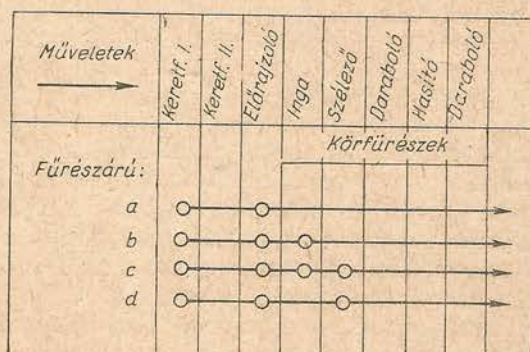 Műveletek
Keretf. I.
Keretf. II.
Előrajzoló
Inga
Szélező
Daraboló
Hasító
Daraboló
Körfűrészek
Fűrészárú:
a
b
c
d